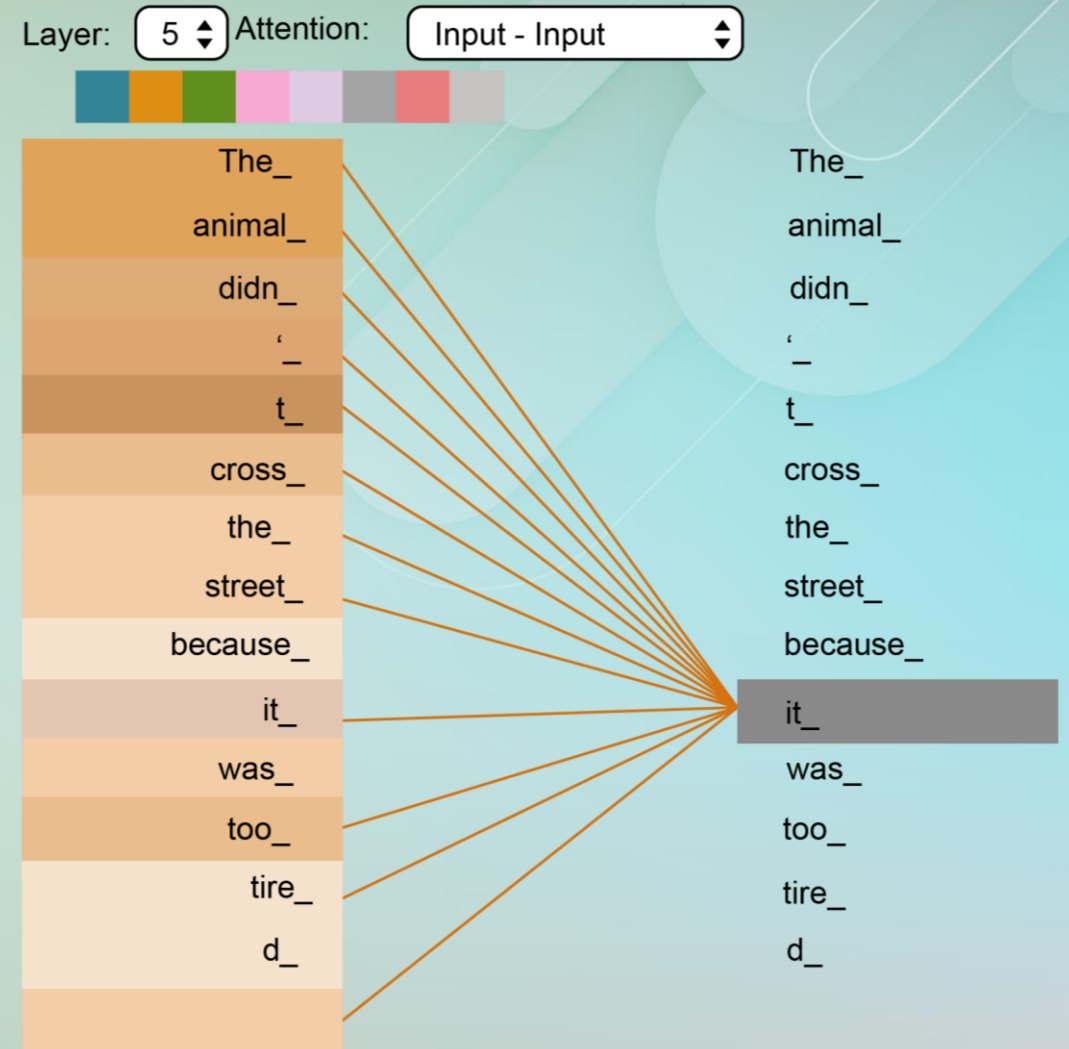 Layer: 5 Attention: Input - Input
The_ The_
animal_ animal_
didn_ didn_
‘_ ‘_
t_ t_
cross_ cross_
the_ the_
street_ street_
because_ because_
it_ it_
was_ was_
too_ too_
tire_ tire_
d_ d_